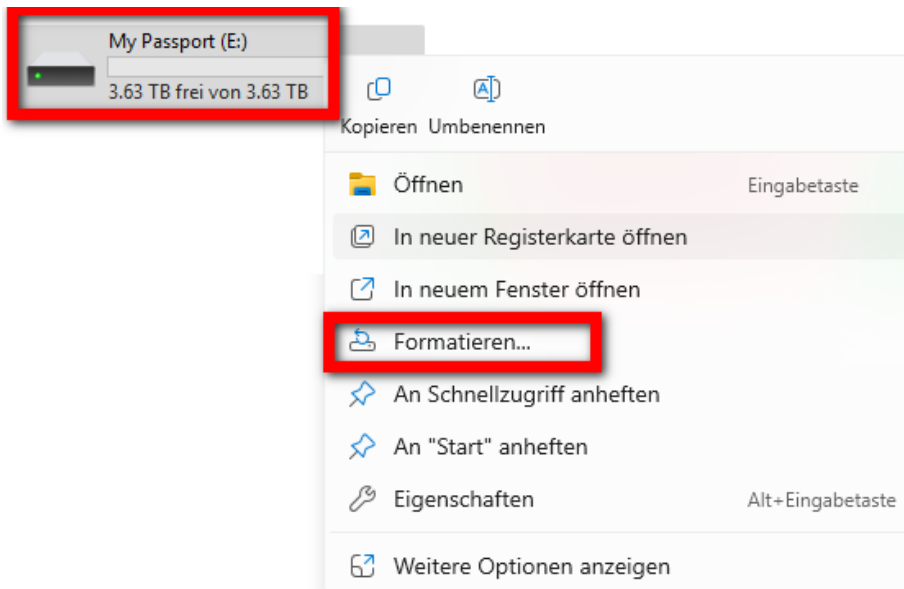 My Passport (E:)
3.63 TB frei von 3.63 TB
Kopieren Umbenennen
Öffnen Eingabetaste
In neuer Registerkarte öffnen
In neuem Fenster öffnen
Formatieren...
An Schnellzugriff anheften
An "Start" anheften
Eigenschaften Alt+Eingabetaste
Weitere Optionen anzeigen